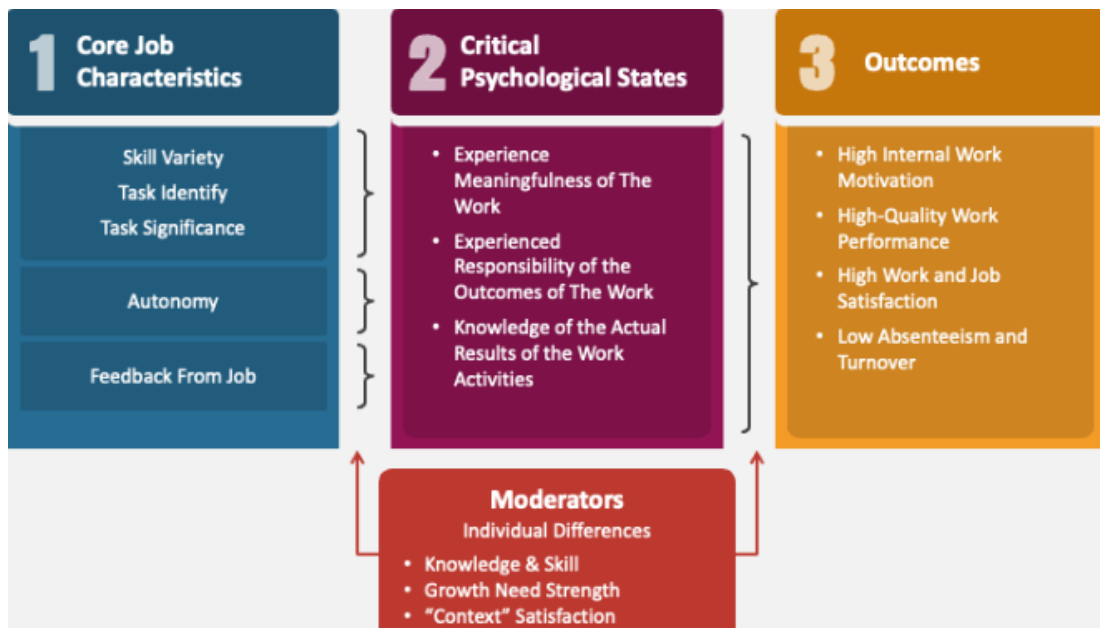 1
Core Job
Characteristics
Skill Variety
Task Identify
Task Significance
Autonomy
Feedback From Job
2
Critical
Psychological States
• Experience
Meaningfulness of The
Work
• Experienced
Responsibility of the
Outcomes of The Work
• Knowledge of the Actual
Results of the Work
Activities
3
Outcomes
• High Internal Work
Motivation
• High-Quality Work
Performance
• High Work and Job
Satisfaction
• Low Absenteeism and
Turnover
Moderators
Individual Differences
• Knowledge & Skill
• Growth Need Strength
• “Context” Satisfaction